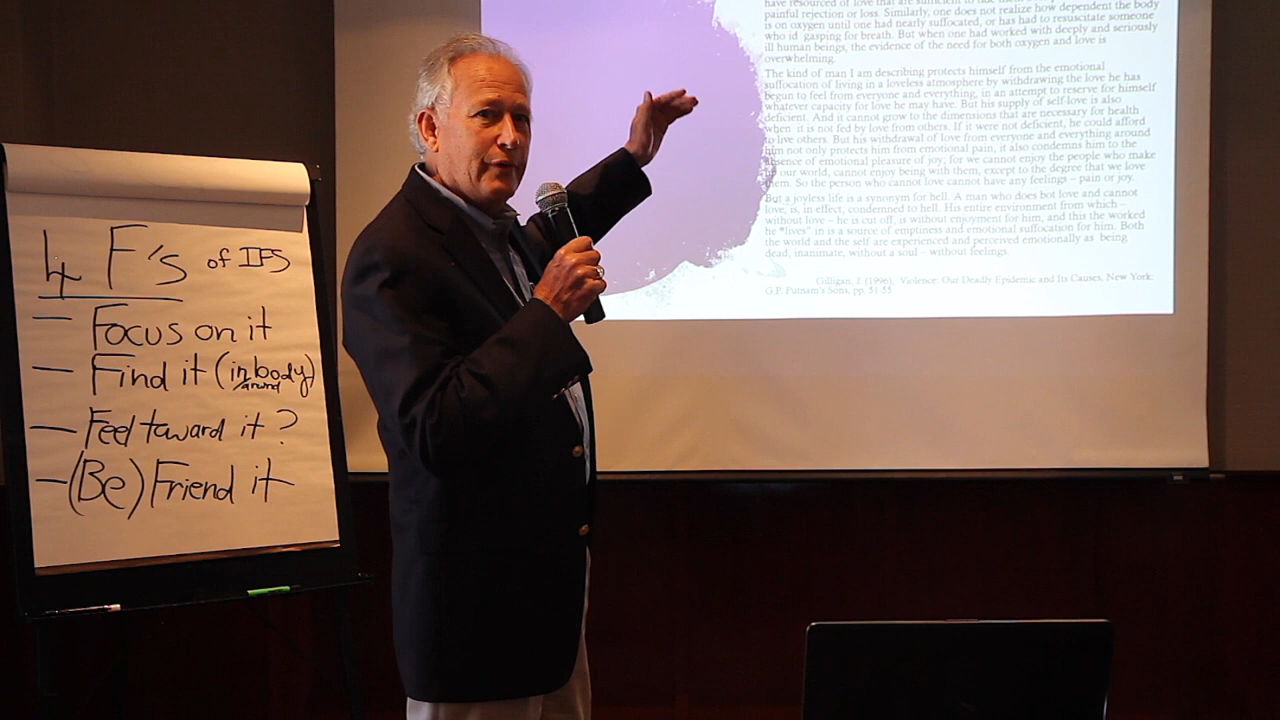 4 F's of IFS
Focus on it
— Find it (in/around body)
— Feel toward it?
— (Be) Friend it
have resourced of love that are sufficient to
painful rejection or loss. Similarly, one does not realize how dependent the body
is on oxygen until one had nearly suffocated, or has had to resuscitate someone
who id gasping for breath. But when one had worked with deeply and seriously
ill human beings, the evidence of the need for both oxygen and love is
overwhelming.
The kind of man I am describing protects himself from the emotional
suffocation of living in a loveless atmosphere by withdrawing the love he has
begun to feel from everyone and everything, in an attempt to reserve for himself
whatever capacity for love he may have. But his supply of self-love is also
deficient. And it cannot grow to the dimensions that are necessary for health
when it is not fed by love from others. If it were not deficient, he could afford
to live others. But his withdrawal of love from everyone and everything around
him not only protects him from emotional pain, it also condemns him to the
absence of emotional pleasure of joy, for we cannot enjoy the people who make
up our world, cannot enjoy being with them, except to the degree that we love
them. So the person who cannot love cannot have any feelings – pain or joy.
But a joyless life is a synonym for hell. A man who does bot love and cannot
love, is, in effect, condemned to hell. His entire environment from which –
without love – he is cut off, is without enjoyment for him, and this the worked
he "lives" in is a source of emptiness and emotional suffocation for him. Both
the world and the self are experienced and perceived emotionally as being
dead, inanimate, without a soul – without feelings
Gilligan, J. (1996). Violence: Our Deadly Epidemic and Its Causes, New York:
G.P. Putnam's Sons, pp. 51-55